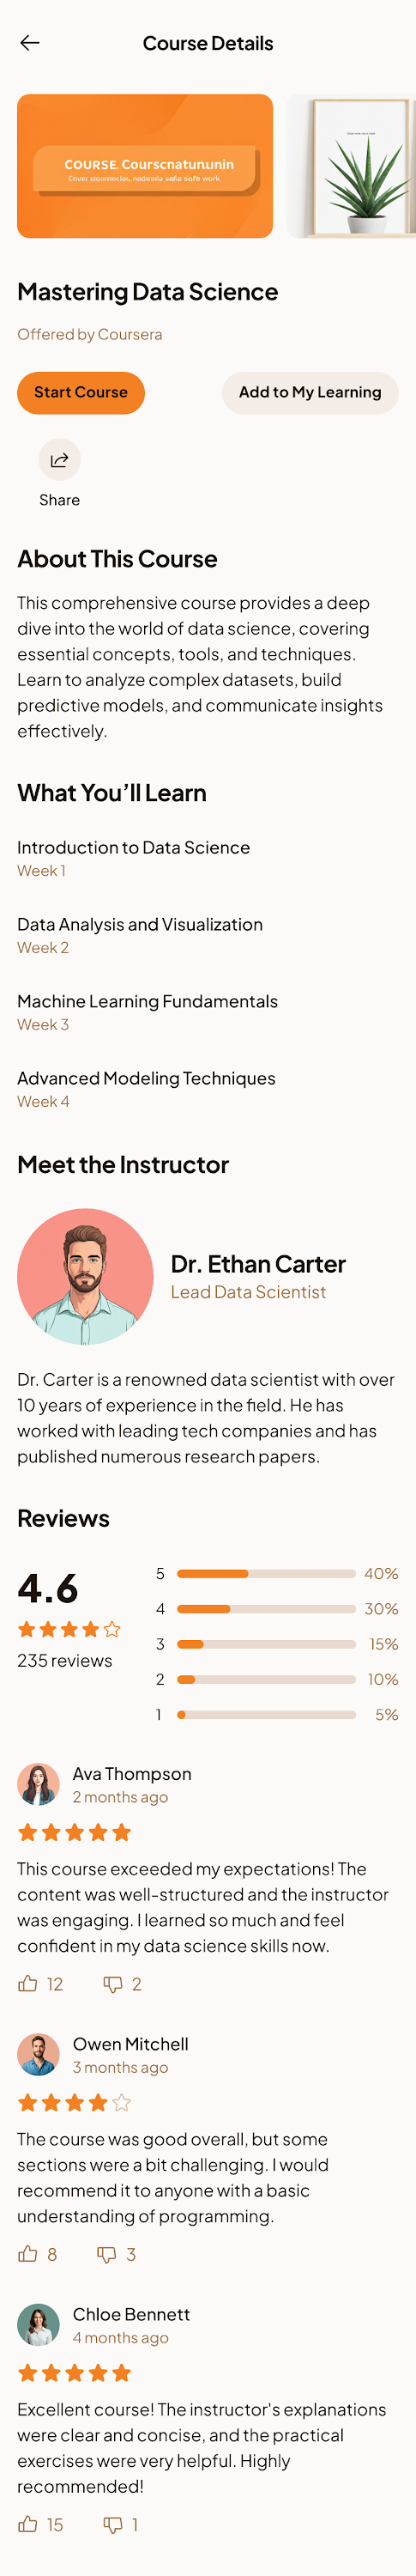 Course Details
COURSE. Courscnatununin
Mastering Data Science
Offered by Coursera
Start Course
Add to My Learning
Share
About This Course
This comprehensive course provides a deep
dive into the world of data science, covering
essential concepts, tools, and techniques.
Learn to analyze complex datasets, build
predictive models, and communicate insights
effectively.
What You’ll Learn
Introduction to Data Science
Week 1
Data Analysis and Visualization
Week 2
Machine Learning Fundamentals
Week 3
Advanced Modeling Techniques
Week 4
Meet the Instructor
Dr. Ethan Carter
Lead Data Scientist
Dr. Carter is a renowned data scientist with over
10 years of experience in the field. He has
worked with leading tech companies and has
published numerous research papers.
Reviews
4.6
235 reviews
5 40%
4 30%
3 15%
2 10%
1 5%
Ava Thompson
2 months ago
This course exceeded my expectations! The
content was well-structured and the instructor
was engaging. I learned so much and feel
confident in my data science skills now.
12 2
Owen Mitchell
3 months ago
The course was good overall, but some
sections were a bit challenging. I would
recommend it to anyone with a basic
understanding of programming.
8 3
Chloe Bennett
4 months ago
Excellent course! The instructor's explanations
were clear and concise, and the practical
exercises were very helpful. Highly
recommended!
15 1